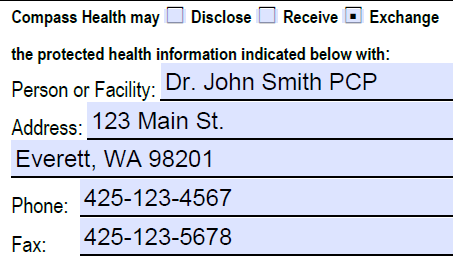 Compass Health may Disclose Receive Exchange
the protected health information indicated below with:
Person or Facility: Dr. John Smith PCP
Address: 123 Main St.
Everett, WA 98201
Phone: 425-123-4567
Fax: 425-123-5678